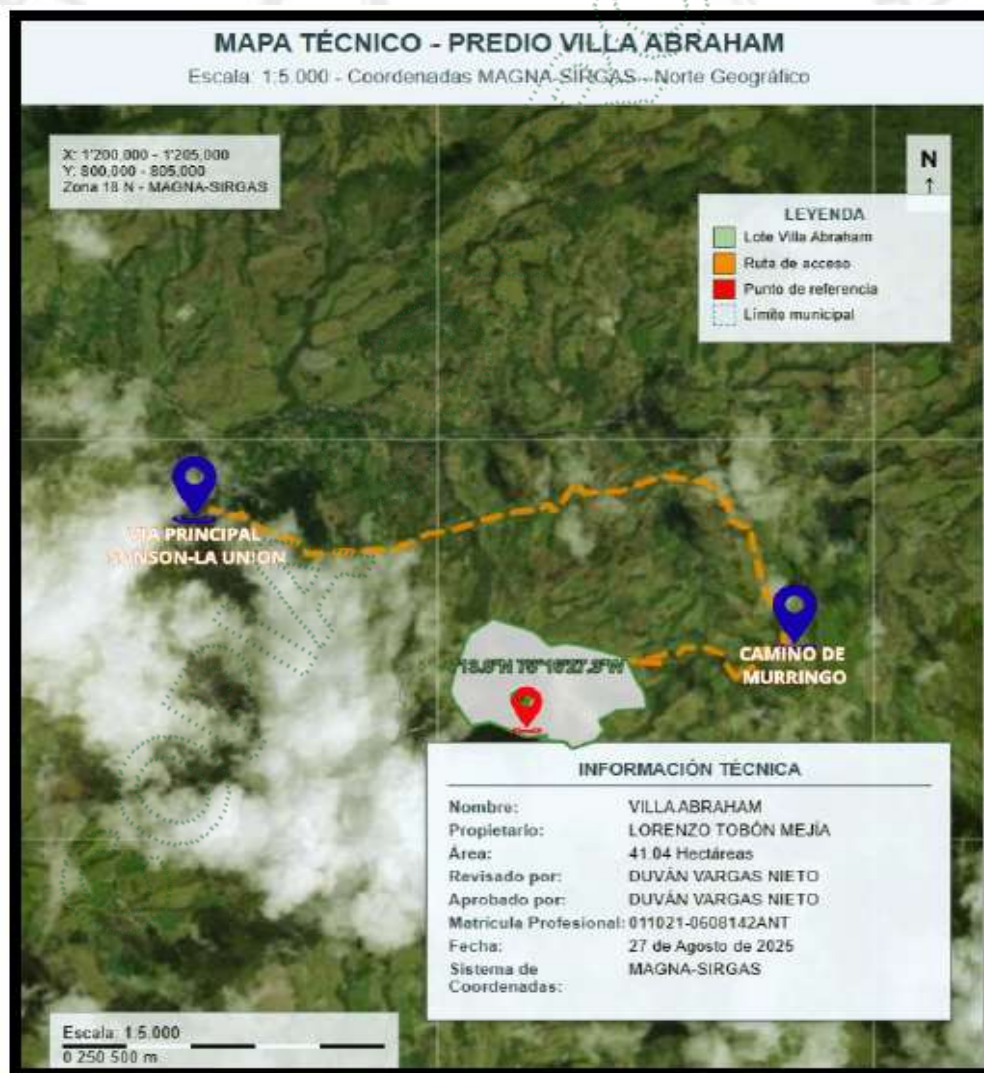 MAPA TÉCNICO - PREDIO VILLA ABRAHAM
Escala: 1:5.000 - Coordenadas MAGNA-SIRGAS - Norte Geográfico
X: 1'200,000 - 1'205,000
Y: 800,000 - 805,000
Zona 18 N - MAGNA-SIRGAS
N
↑
LEYENDA
Lote Villa Abraham
Ruta de acceso
Punto de referencia
Límite municipal
VIA PRINCIPAL
SONSON-LA UNION
CAMINO DE
MURRINGO
INFORMACIÓN TÉCNICA
Nombre: VILLA ABRAHAM
Propietario: LORENZO TOBÓN MEJÍA
Área: 41.04 Hectáreas
Revisado por: DUVÁN VARGAS NIETO
Aprobado por: DUVÁN VARGAS NIETO
Matrícula Profesional: 011021-0608142ANT
Fecha: 27 de Agosto de 2025
Sistema de MAGNA-SIRGAS
Coordenadas:
Escala: 1:5.000
0 250 500 m